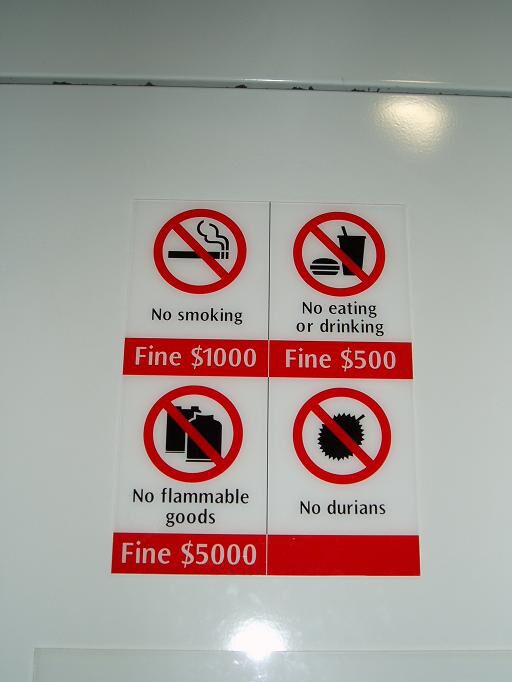 No smoking
Fine $1000
No eating
or drinking
Fine $500
No flammable
goods
Fine $5000
No durians